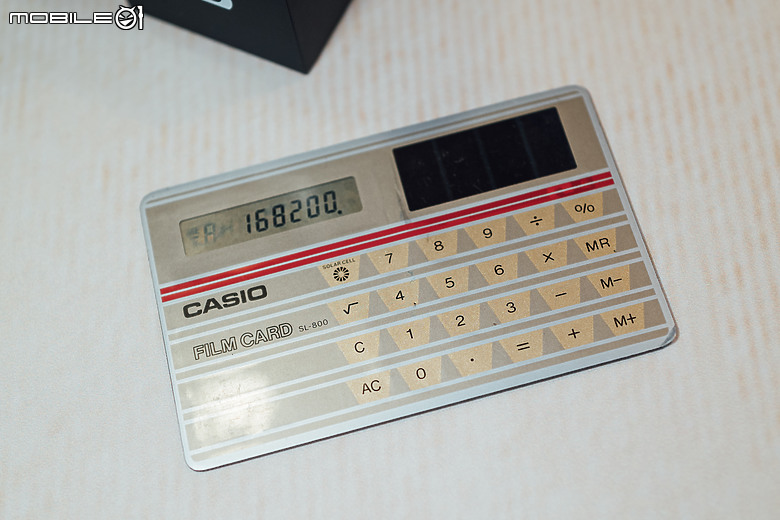 MOBILE01
168200.
SOLAR CELL
7 8 9 ÷ %
CASIO
√ 4 5 6 × MR
FILM CARD SL-800
C 1 2 3 − M−
AC 0 · = + M+